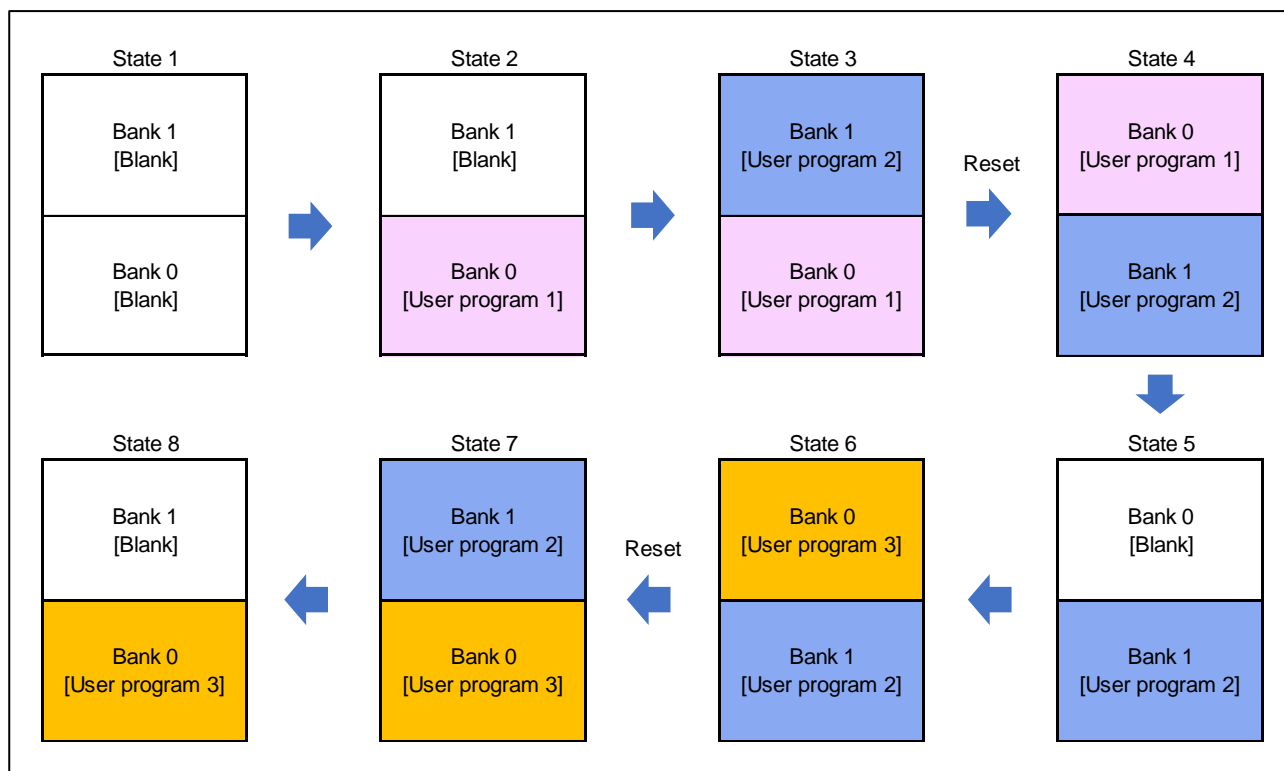 State 1
Bank 1
[Blank]
Bank 0
[Blank]
State 2
Bank 1
[Blank]
Bank 0
[User program 1]
State 3
Bank 1
[User program 2]
Bank 0
[User program 1]
Reset
State 4
Bank 0
[User program 1]
Bank 1
[User program 2]
State 8
Bank 1
[Blank]
Bank 0
[User program 3]
State 7
Bank 1
[User program 2]
Bank 0
[User program 3]
Reset
State 6
Bank 0
[User program 3]
Bank 1
[User program 2]
State 5
Bank 0
[Blank]
Bank 1
[User program 2]